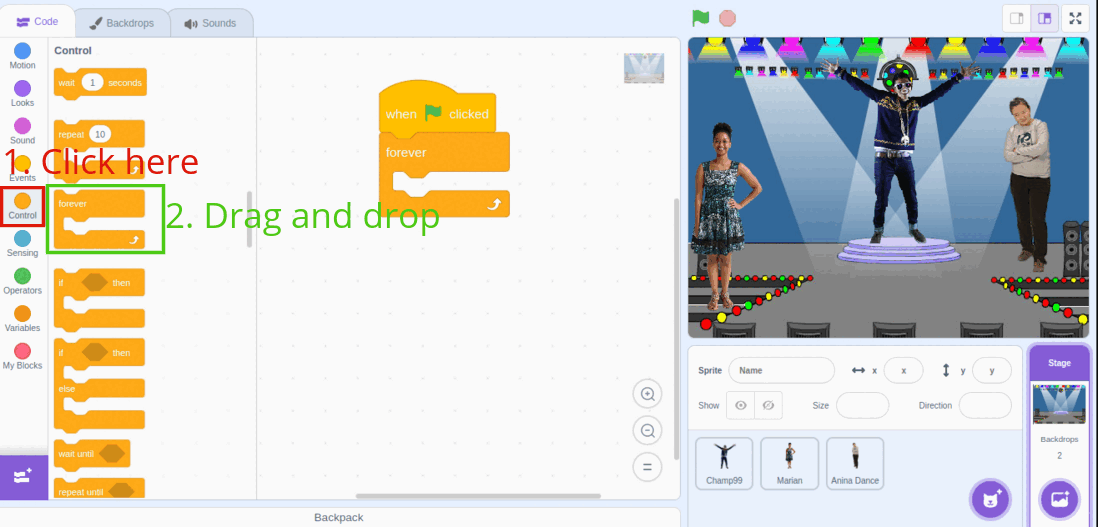 Code
Backdrops
Sounds
Motion
Looks
Sound
Events
Control
Sensing
Operators
Variables
My Blocks
Control
wait 1 seconds
repeat 10
1. Click here
forever
2. Drag and drop
if then
if then
else
wait until
repeat until
when clicked
forever
Sprite Name x x y y
Show Size Direction
Champ99
Marian
Anina Dance
Stage
Backdrops
2
Backpack